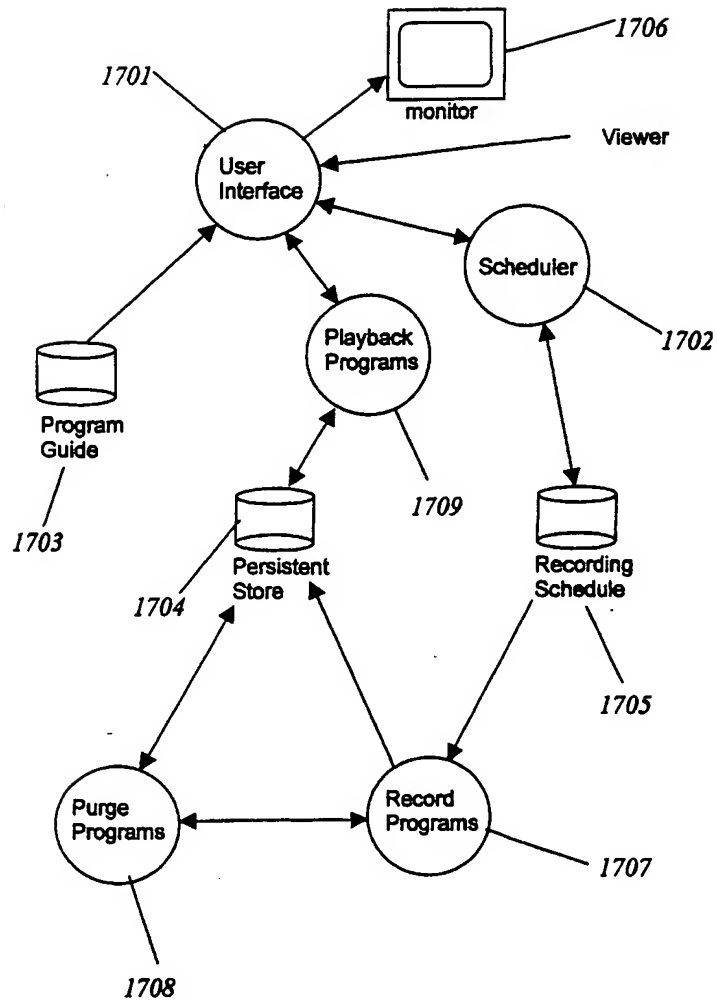 1706
1701
monitor
Viewer
User
Interface
Scheduler
1702
Playback
Programs
Program
Guide
1703
1709
Persistent
Store
1704
Recording
Schedule
1705
Purge
Programs
Record
Programs
1707
1708